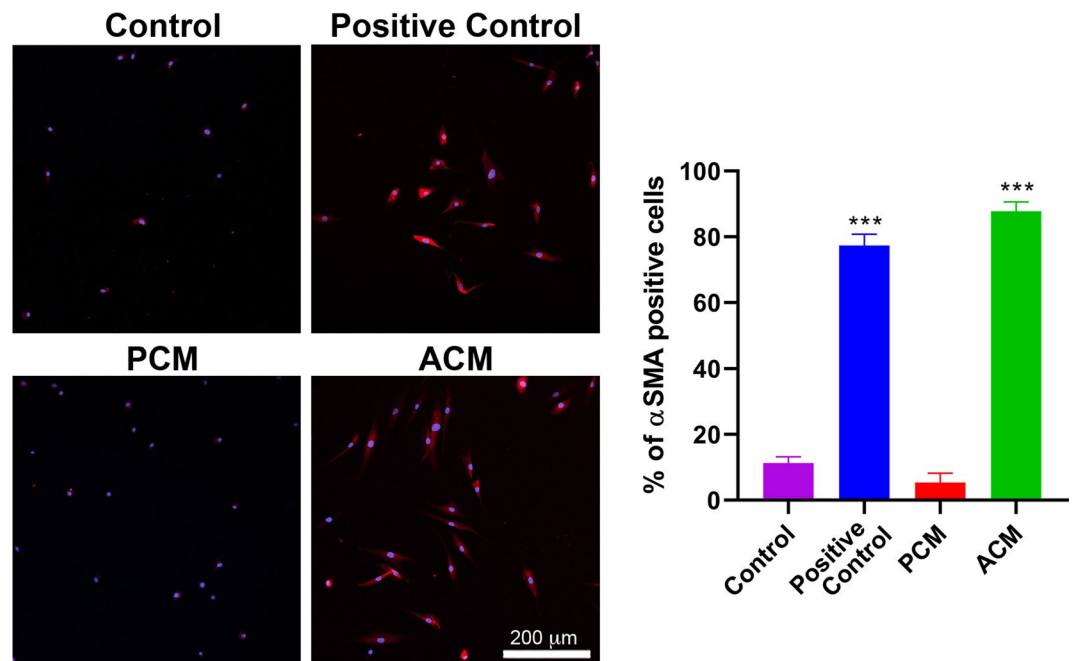 Control
Positive Control
PCM
ACM
200 μm
% of αSMA positive cells
100
80
60
40
20
0
***
***
Control
Positive
Control
PCM
ACM